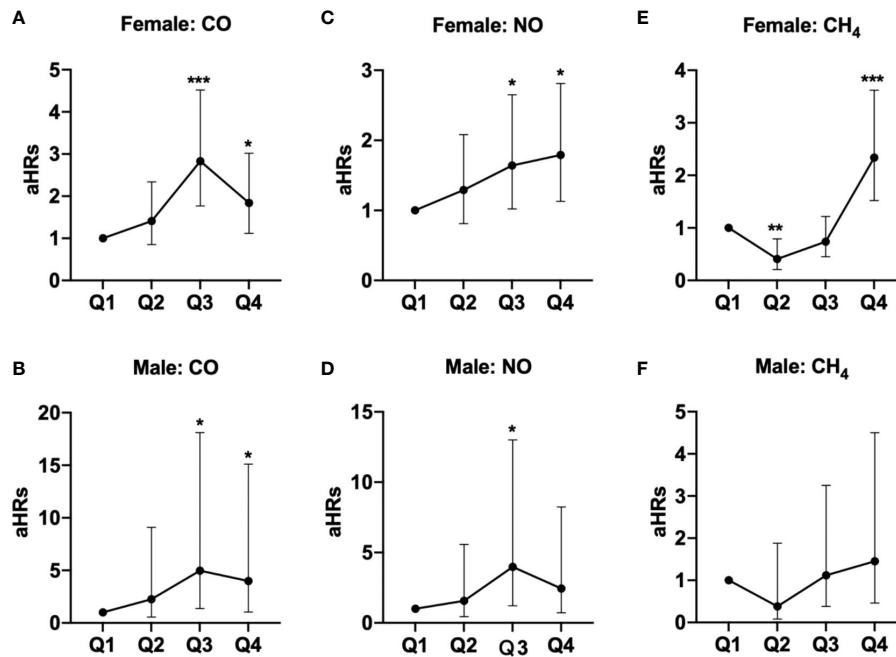 A
Female: CO
aHRs
5
4
3
2
1
0
***
*
Q1 Q2 Q3 Q4
C
Female: NO
aHRs
3
2
1
0
*
*
Q1 Q2 Q3 Q4
E
Female: CH₄
aHRs
4
3
2
1
0
**
***
Q1 Q2 Q3 Q4
B
Male: CO
aHRs
20
15
10
5
0
*
*
Q1 Q2 Q3 Q4
D
Male: NO
aHRs
15
10
5
0
*
Q1 Q2 Q3 Q4
F
Male: CH₄
aHRs
5
4
3
2
1
0
Q1 Q2 Q3 Q4